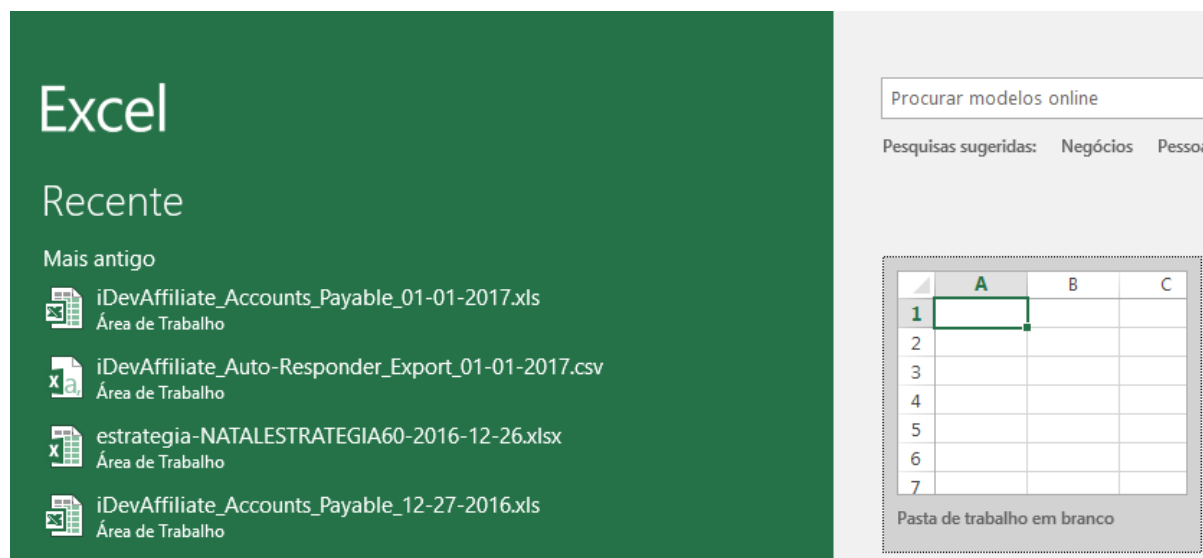 Excel
Recente
Mais antigo
iDevAffiliate_Accounts_Payable_01-01-2017.xls
Área de Trabalho
iDevAffiliate_Auto-Responder_Export_01-01-2017.csv
Área de Trabalho
estrategia-NATALESTRATEGIA60-2016-12-26.xlsx
Área de Trabalho
iDevAffiliate_Accounts_Payable_12-27-2016.xls
Área de Trabalho
Procurar modelos online
Pesquisas sugeridas: Negócios Pessoa
A B C
1
2
3
4
5
6
7
Pasta de trabalho em branco